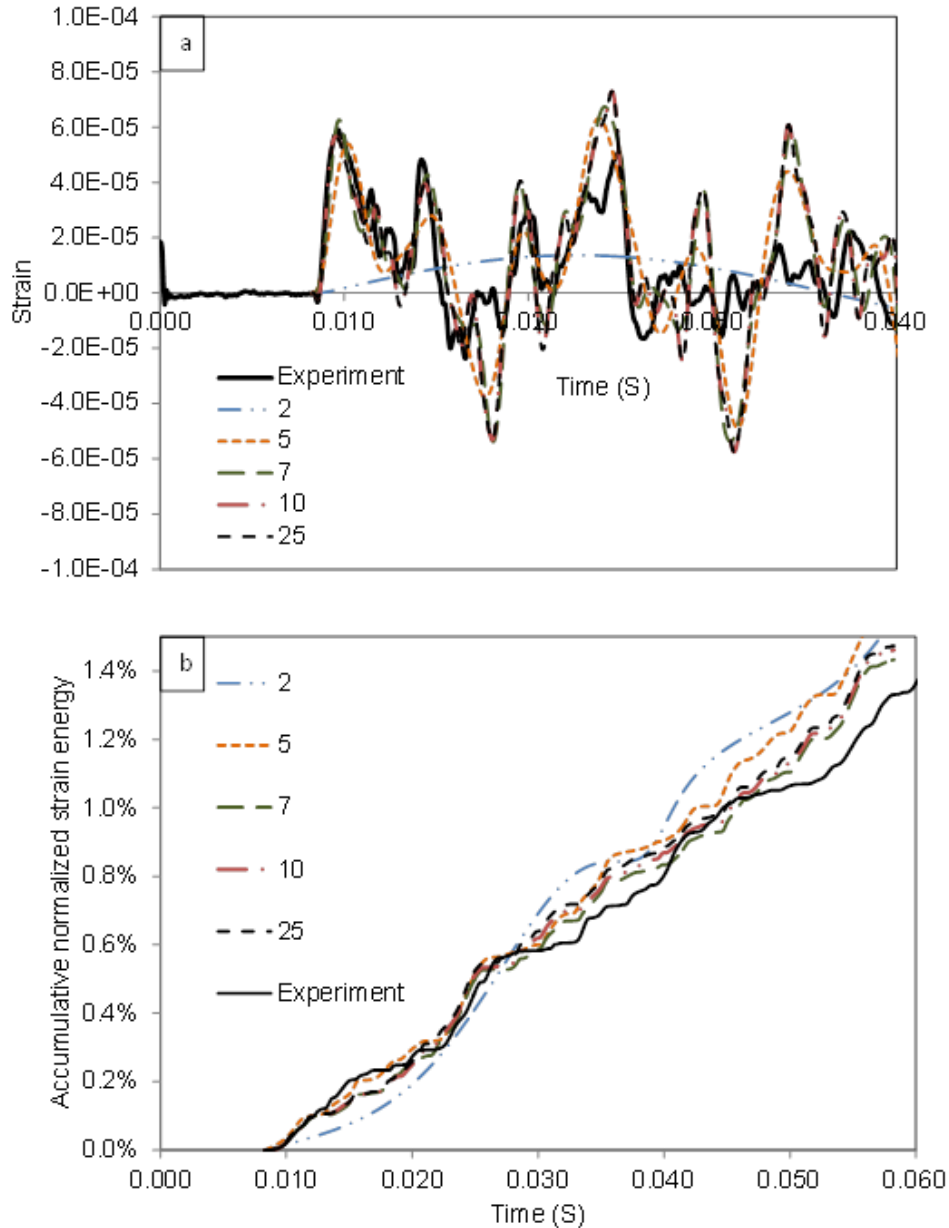 1.0E-04
a
8.0E-05
6.0E-05
4.0E-05
2.0E-05
0.0E+00
-2.0E-05
-4.0E-05
-6.0E-05
-8.0E-05
-1.0E-04
Strain
0.000
0.010
0.040
Time (S)
Experiment
2
5
7
10
25
b
1.4%
1.2%
1.0%
0.8%
0.6%
0.4%
0.2%
0.0%
Accumulative normalized strain energy
2
5
7
10
25
Experiment
0.000
0.010
0.020
0.030
0.040
0.050
0.060
Time (S)